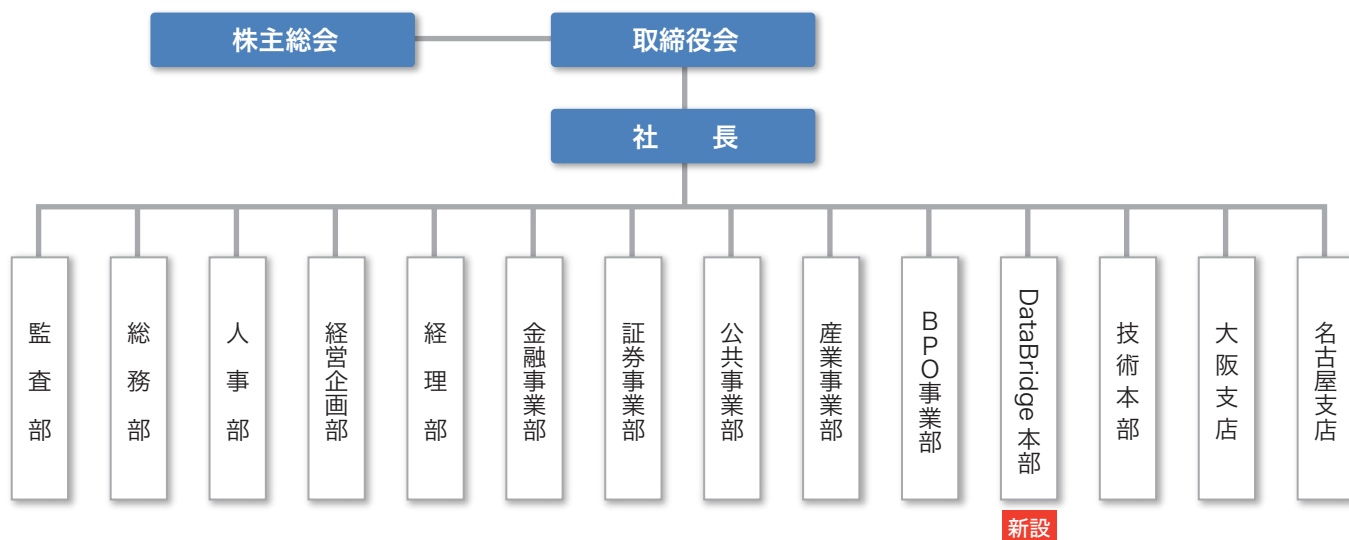 株主総会
取締役会
社　長
監査部
総務部
人事部
経営企画部
経理部
金融事業部
証券事業部
公共事業部
産業事業部
BPO事業部
DataBridge 本部
技術本部
大阪支店
名古屋支店
新設